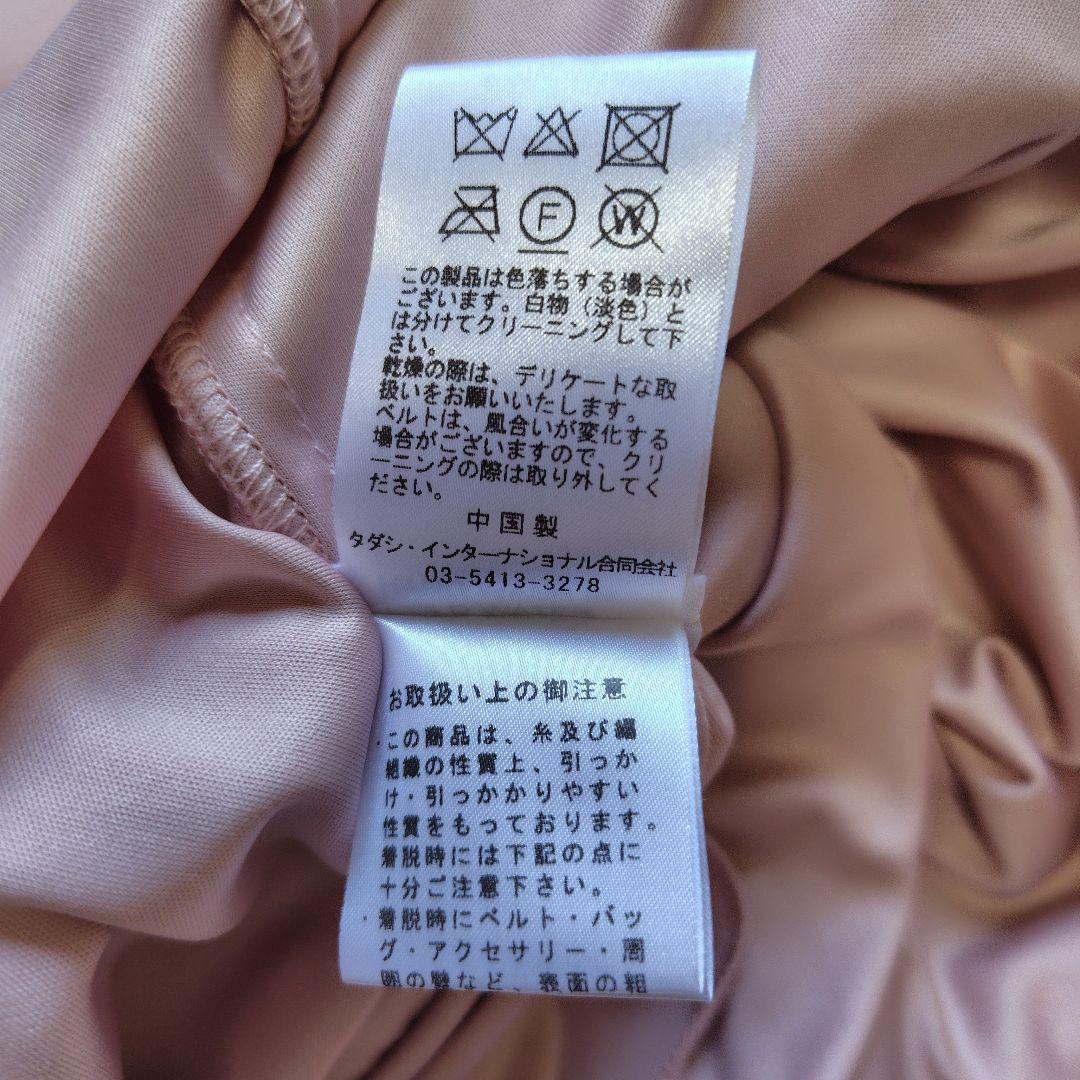 F
W
この製品は色落ちする場合が
ございます。白物（淡色）と
は分けてクリーニングして下
さい。
乾燥の際は、デリケートな取
扱いをお願いいたします。
ベルトは、風合いが変化する
場合がございますので、クリ
ーニングの際は取り外してく
ださい。
中国製
タダシ・インターナショナル合同会社
03-5413-3278
お取扱い上の御注意
・この商品は、糸及び編
組織の性質上、引っか
け・引っかかりやすい
性質をもっております。
着脱時には下記の点に
十分ご注意下さい。
・着脱時にベルト・バッ
グ・アクセサリー・周
囲の壁など、表面の粗